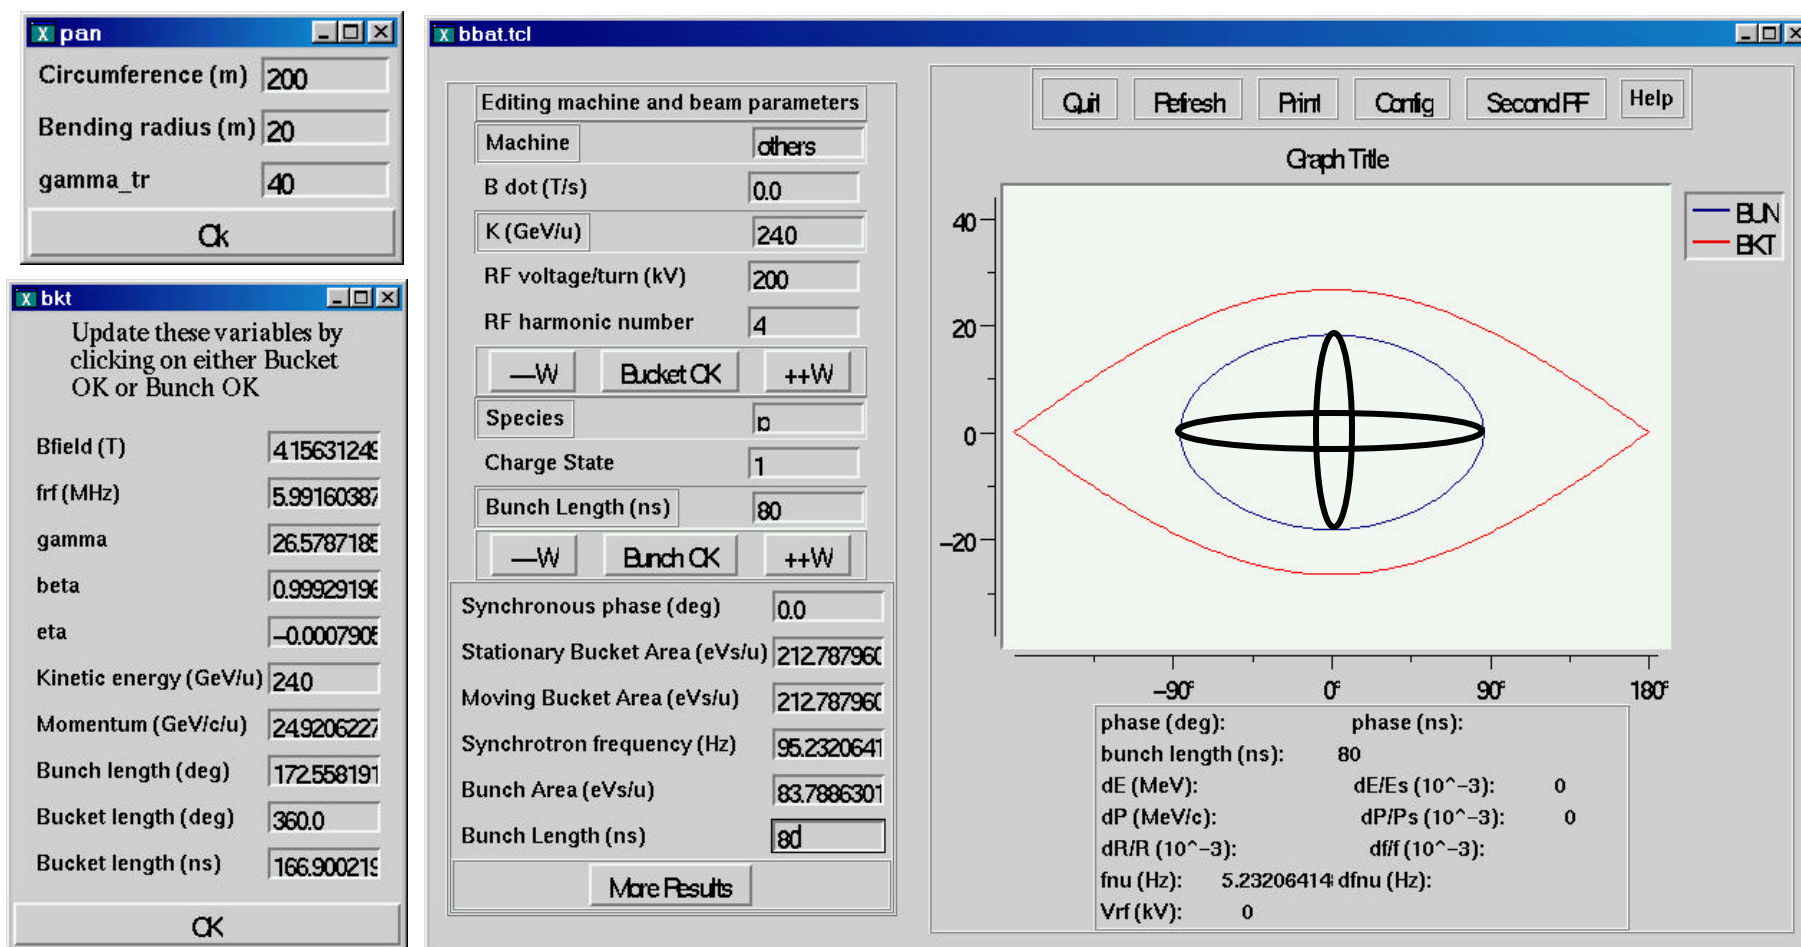 pan
Circumference (m) 200
Bending radius (m) 20
gamma_tr 40
Ok
bkt
Update these variables by
clicking on either Bucket
OK or Bunch OK
Bfield (T) 4.15631249
frf (MHz) 5.99160387
gamma 26.5787185
beta 0.99929196
eta −0.0007905
Kinetic energy (GeV/u) 24.0
Momentum (GeV/c/u) 24.9206227
Bunch length (deg) 172.558191
Bucket length (deg) 360.0
Bucket length (ns) 166.900219
OK
bbat.tcl
Editing machine and beam parameters
Machine others
B dot (T/s) 0.0
K (GeV/u) 24.0
RF voltage/turn (kV) 200
RF harmonic number 4
—W Bucket OK ++W
Species p
Charge State 1
Bunch Length (ns) 80
—W Bunch OK ++W
Synchronous phase (deg) 0.0
Stationary Bucket Area (eVs/u) 212.787960
Moving Bucket Area (eVs/u) 212.787960
Synchrotron frequency (Hz) 95.2320641
Bunch Area (eVs/u) 83.7886301
Bunch Length (ns) 80
More Results
Quit Refresh Print Config Second RF Help
Graph Title
BUN
BKT
40
20
0
−20
−90° 0° 90° 180°
phase (deg): phase (ns):
bunch length (ns): 80
dE (MeV): dE/Es (10^−3): 0
dP (MeV/c): dP/Ps (10^−3): 0
dR/R (10^−3): df/f (10^−3):
fnu (Hz): 5.23206414 dfnu (Hz):
Vrf (kV): 0